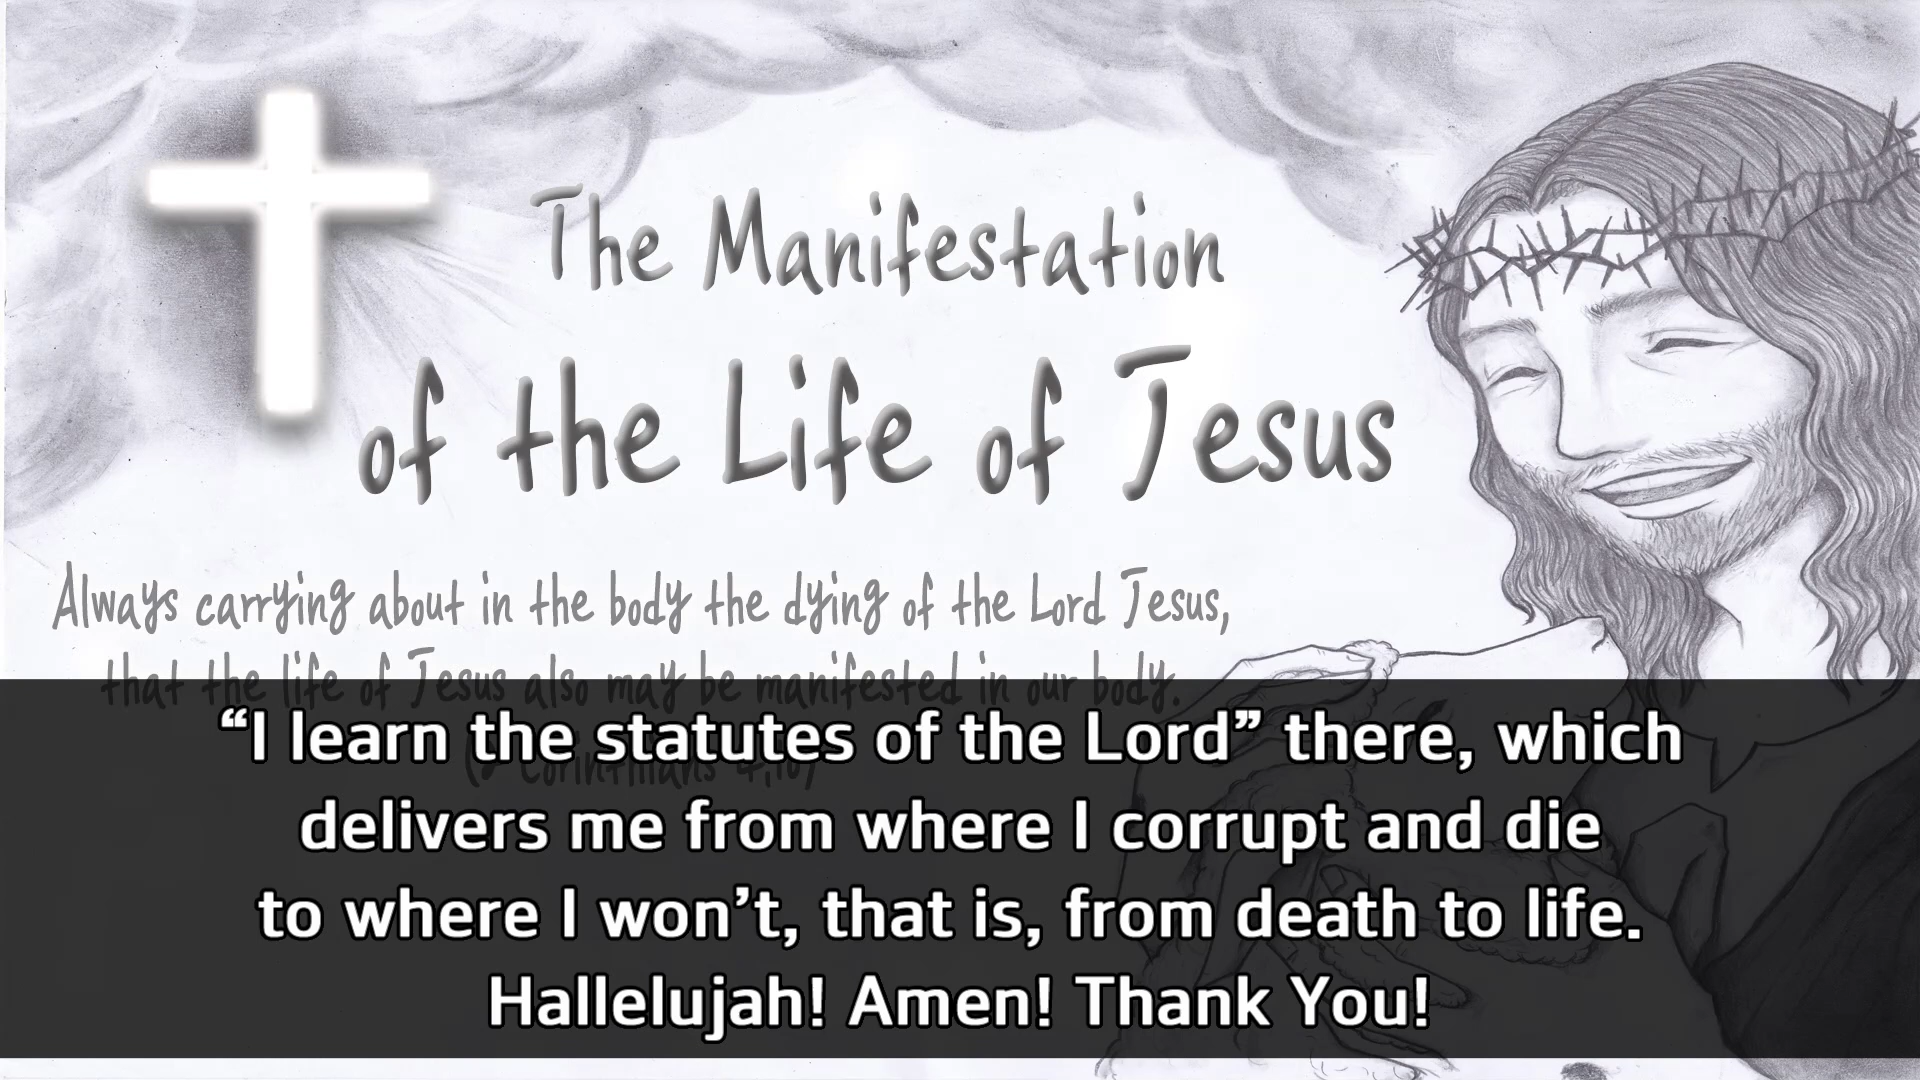 The Manifestation
of the Life of Jesus
Always carrying about in the body the dying of the Lord Jesus,
that the life of Jesus also may be manifested in our body.
Corinthians
“I learn the statutes of the Lord” there, which
delivers me from where I corrupt and die
to where I won’t, that is, from death to life.
Hallelujah! Amen! Thank You!